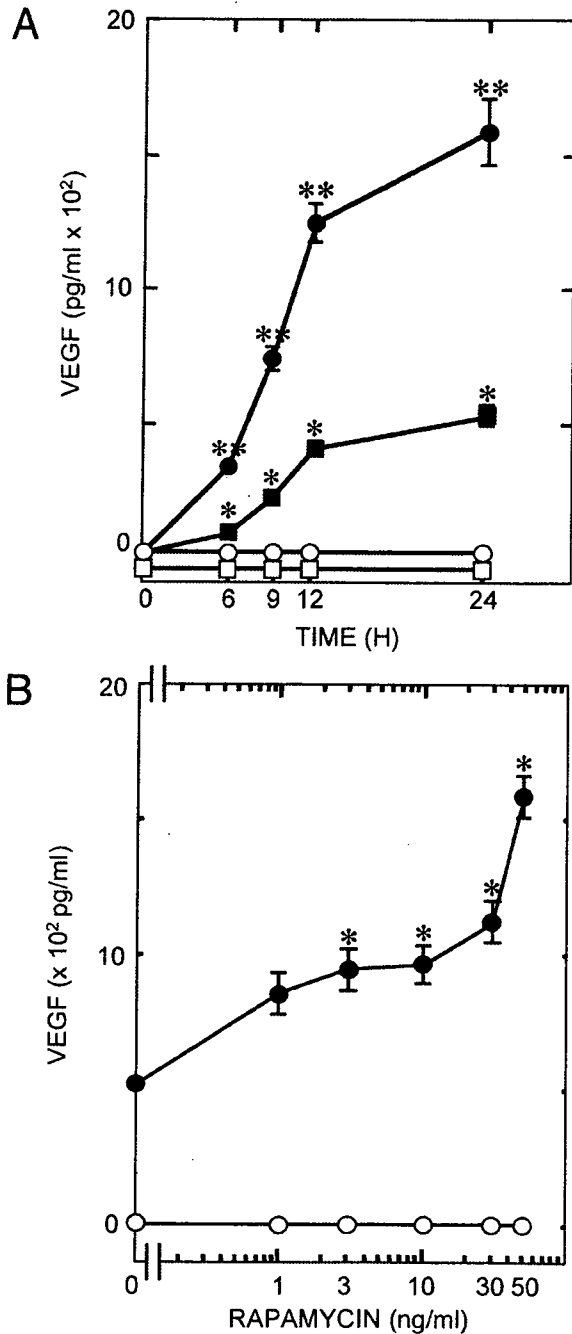 A
20
10
0
VEGF (pg/ml x 10²)
**
**
**
**
*
*
*
*
0 6 9 12 24
TIME (H)
B
20
10
0
VEGF (x 10² pg/ml)
*
*
*
*
0 1 3 10 30 50
RAPAMYCIN (ng/ml)